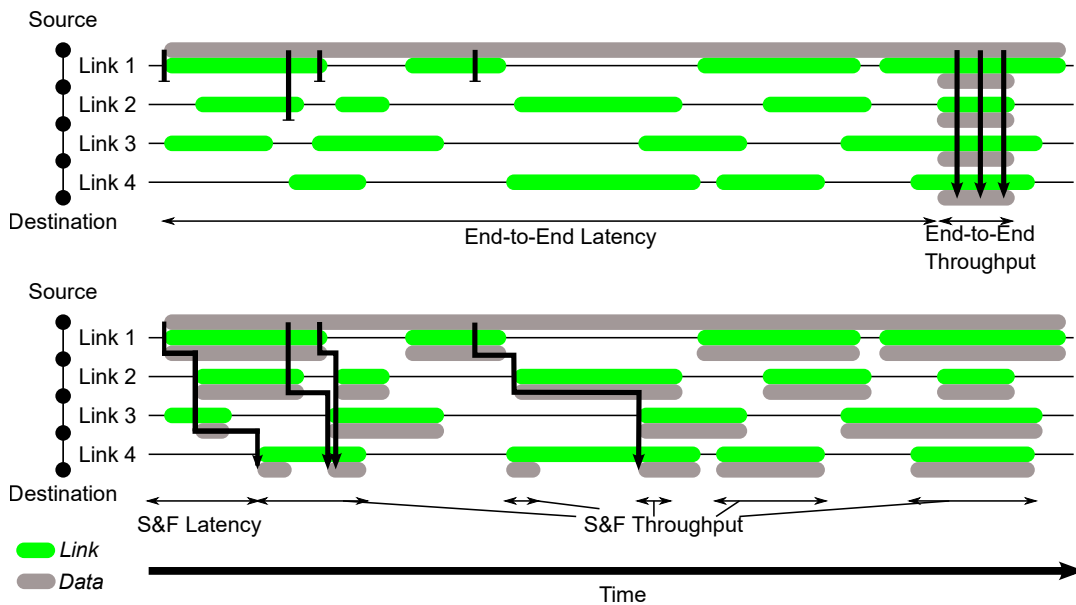 Source
Link 1
Link 2
Link 3
Link 4
Destination
End-to-End Latency
End-to-End
Throughput
Source
Link 1
Link 2
Link 3
Link 4
Destination
S&F Latency
S&F Throughput
Link
Data
Time